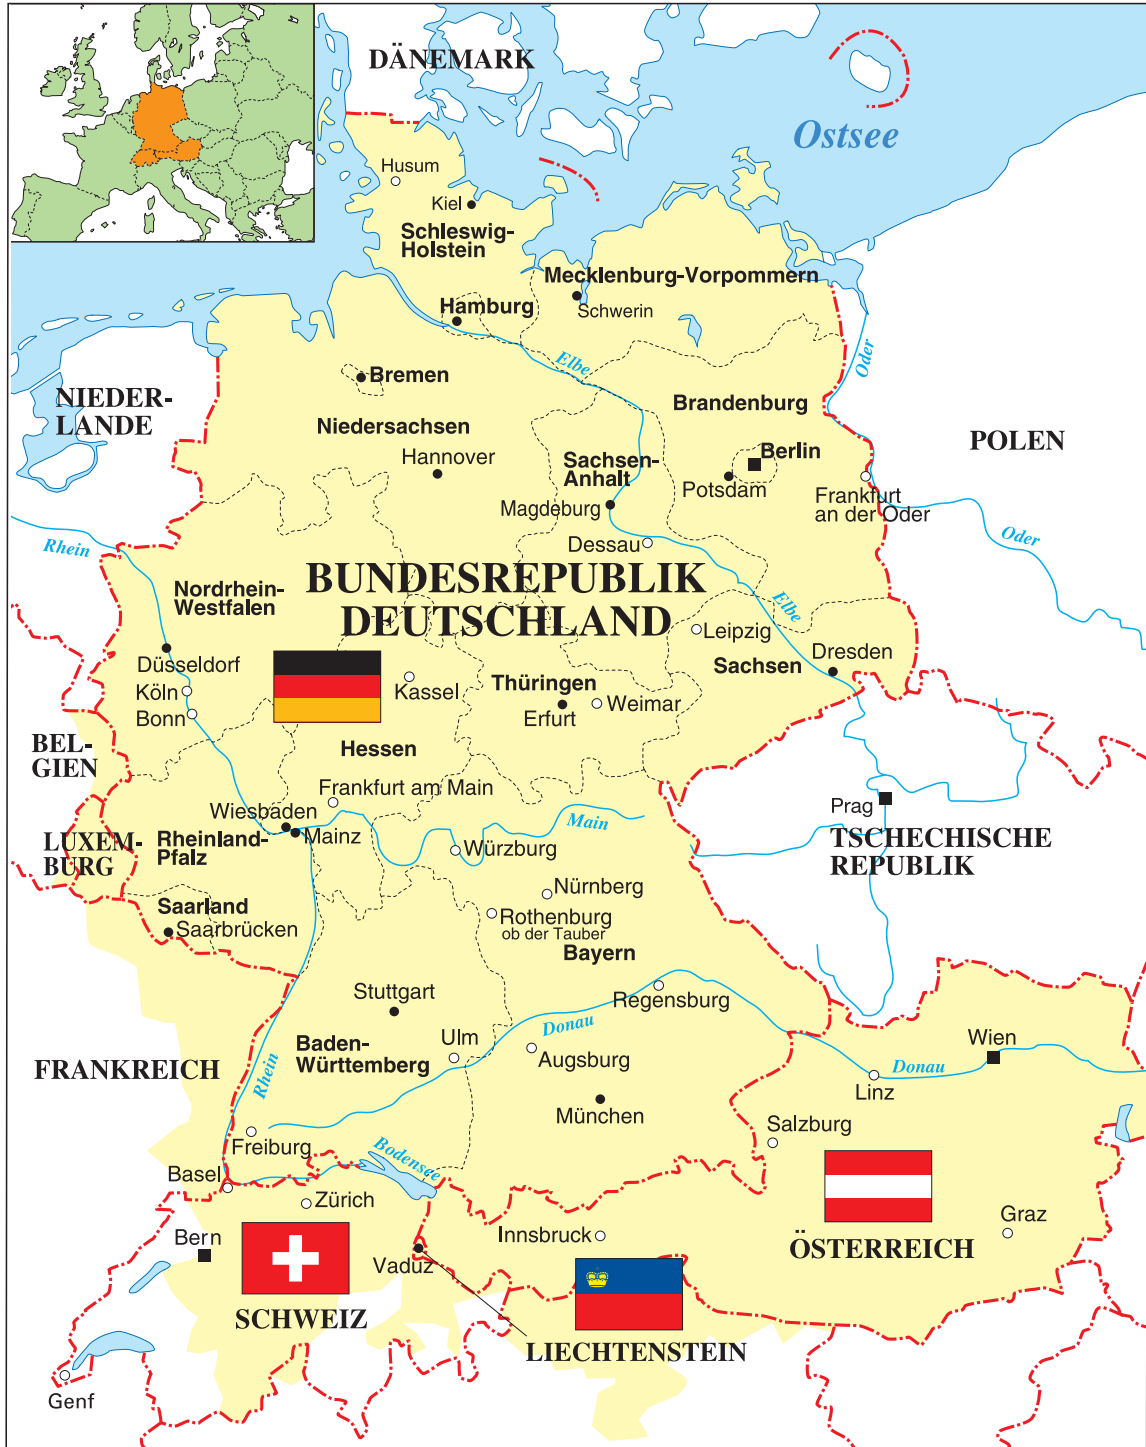 DÄNEMARK
Ostsee
Husum
Kiel
Schleswig-
Holstein
Mecklenburg-Vorpommern
Schwerin
Hamburg
Elbe
Oder
Bremen
NIEDER-
LANDE
Brandenburg
Niedersachsen
POLEN
Berlin
Hannover
Sachsen-
Anhalt
Potsdam
Frankfurt
an der Oder
Magdeburg
Oder
Rhein
Dessau
BUNDESREPUBLIK
DEUTSCHLAND
Nordrhein-
Westfalen
Elbe
Leipzig
Düsseldorf
Sachsen
Dresden
Köln
Kassel
Thüringen
Weimar
Bonn
Erfurt
BEL-
GIEN
Hessen
Frankfurt am Main
Prag
Wiesbaden
Main
LUXEM-
BURG
Rheinland-
Pfalz
Mainz
TSCHECHISCHE
REPUBLIK
Würzburg
Nürnberg
Saarland
Saarbrücken
Rothenburg
ob der Tauber
Bayern
Stuttgart
Regensburg
Donau
Baden-
Württemberg
Ulm
Augsburg
Wien
FRANKREICH
Rhein
Donau
Linz
München
Salzburg
Freiburg
Bodensee
Basel
Zürich
Bern
Innsbruck
Graz
Vaduz
ÖSTERREICH
SCHWEIZ
LIECHTENSTEIN
Genf